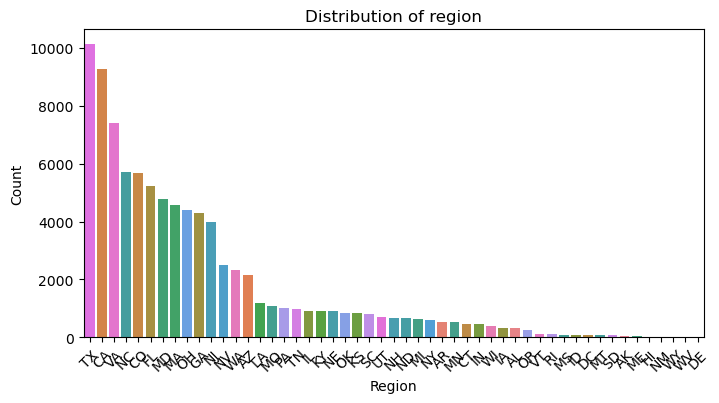 Distribution of region
Count
10000
8000
6000
4000
2000
0
TX CA VA NC CO FL MD MA OH GA NJ NV WA AZ LA MO PA TN IL KY NE OK KS SC UT NH ND MI NY AR MN CT IN WI IA AL OR VT RI MS ID DC MT SD AK ME HI NM WY WV DE
Region